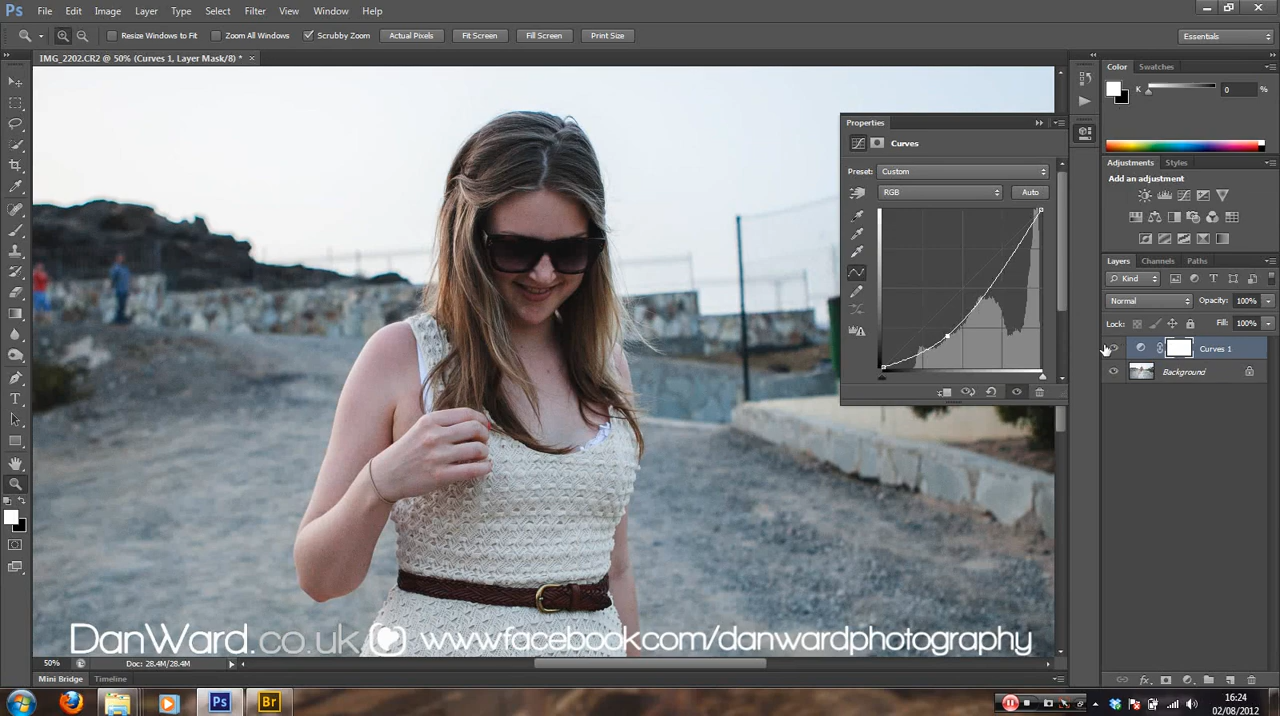 Ps File Edit Image Layer Type Select Filter View Window Help
Resize Windows to Fit Zoom All Windows Scrubby Zoom Actual Pixels Fit Screen Fill Screen Print Size Essentials
IMG_2202.CR2 @ 50% (Curves 1, Layer Mask/8) * ×
Color Swatches
K 0 %
Properties
Curves
Preset: Custom
RGB Auto
Adjustments Styles
Add an adjustment
Layers Channels Paths
Kind
Normal Opacity: 100%
Lock: Fill: 100%
Curves 1
Background
DanWard.co.uk www.facebook.com/danwardphotography
50% Doc: 28.4M/28.4M
Mini Bridge Timeline
Ps Br
16:24
02/08/2012